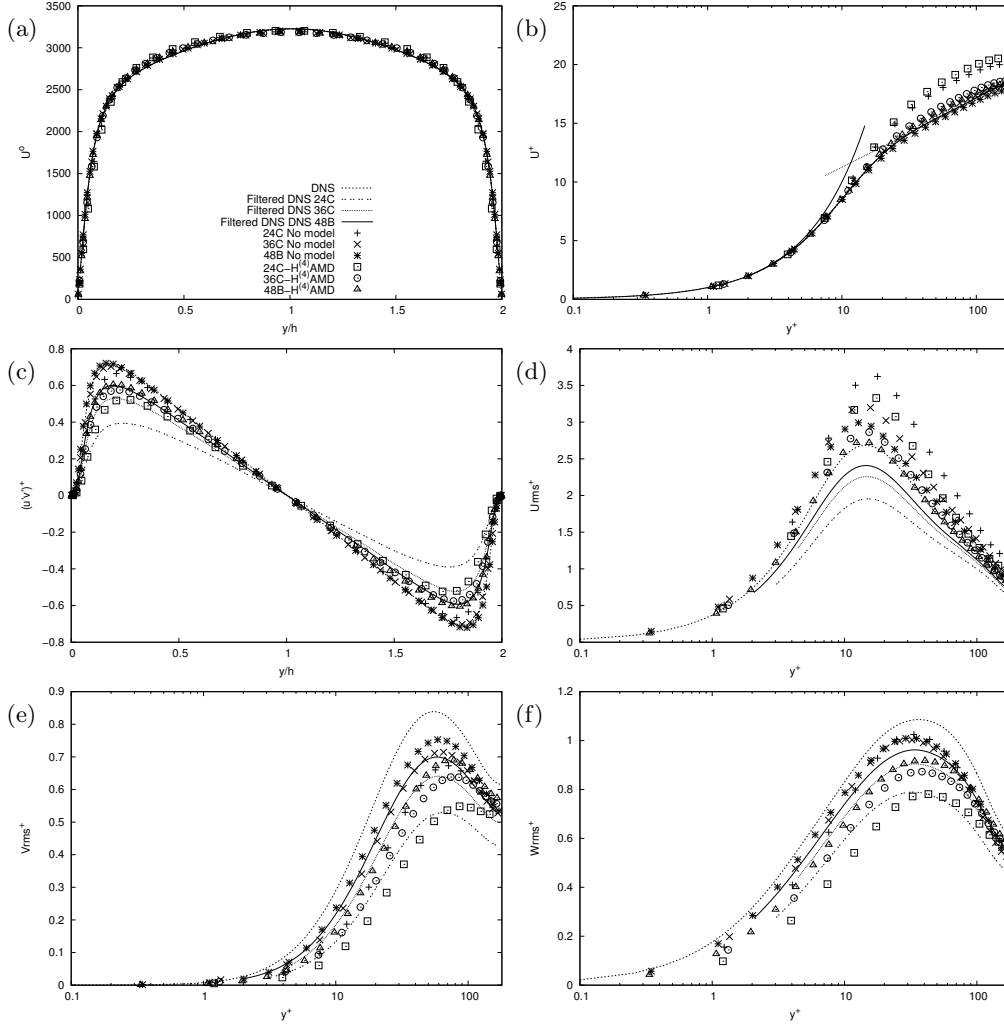 (a)
3500
3000
2500
2000
1500
1000
500
0
U⁰
DNS
Filtered DNS 24C
Filtered DNS 36C
Filtered DNS DNS 48B
24C No model
36C No model
48B No model
24C-H⁽⁴⁾AMD
36C-H⁽⁴⁾AMD
48B-H⁽⁴⁾AMD
0 0.5 1 1.5 2
y/h
(b)
25
20
15
10
5
0
U⁺
0.1 1 10 100
y⁺
(c)
0.8
0.6
0.4
0.2
0.0
−0.2
−0.4
−0.6
−0.8
(u'v')⁺
0 0.5 1 1.5 2
y/h
(d)
4
3.5
3
2.5
2
1.5
1
0.5
0
Urms⁺
0.1 1 10 100
y⁺
(e)
0.9
0.8
0.7
0.6
0.5
0.4
0.3
0.2
0.1
0
Vrms⁺
0.1 1 10 100
y⁺
(f)
1.2
1
0.8
0.6
0.4
0.2
0
Wrms⁺
0.1 1 10 100
y⁺